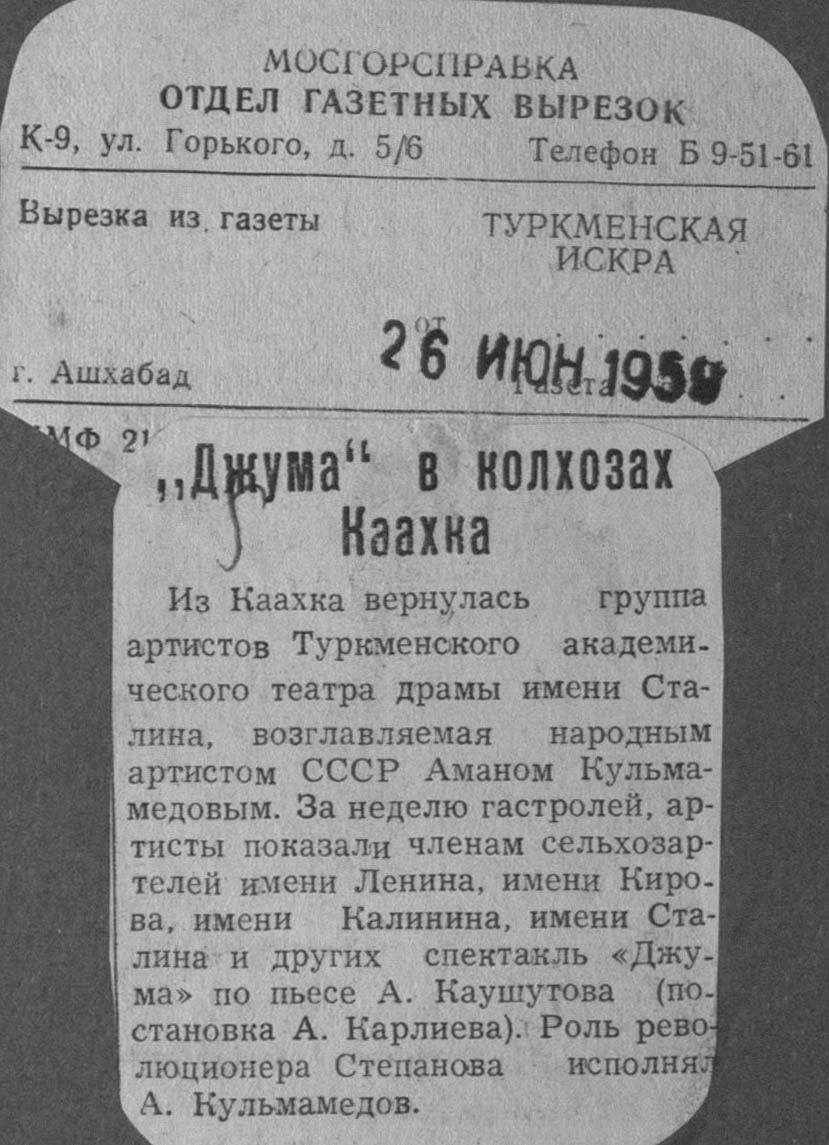 МОСГОРСПРАВКА
ОТДЕЛ ГАЗЕТНЫХ ВЫРЕЗОК
К-9, ул. Горького, д. 5/6 Телефон Б 9-51-61
Вырезка из газеты ТУРКМЕНСКАЯ
ИСКРА
от
26 ИЮН 1959
г. Ашхабад Газета
МФ 21
„Джума“ в колхозах
Каахка
Из Каахка вернулась группа
артистов Туркменского академи-
ческого театра драмы имени Ста-
лина, возглавляемая народным
артистом СССР Аманом Кульма-
медовым. За неделю гастролей, ар-
тисты показали членам сельхозар-
телей имени Ленина, имени Киро-
ва, имени Калинина, имени Ста-
лина и других спектакль «Джу-
ма» по пьесе А. Каушутова (по-
становка А. Карлиева). Роль рево-
люционера Степанова исполнял
А. Кульмамедов.